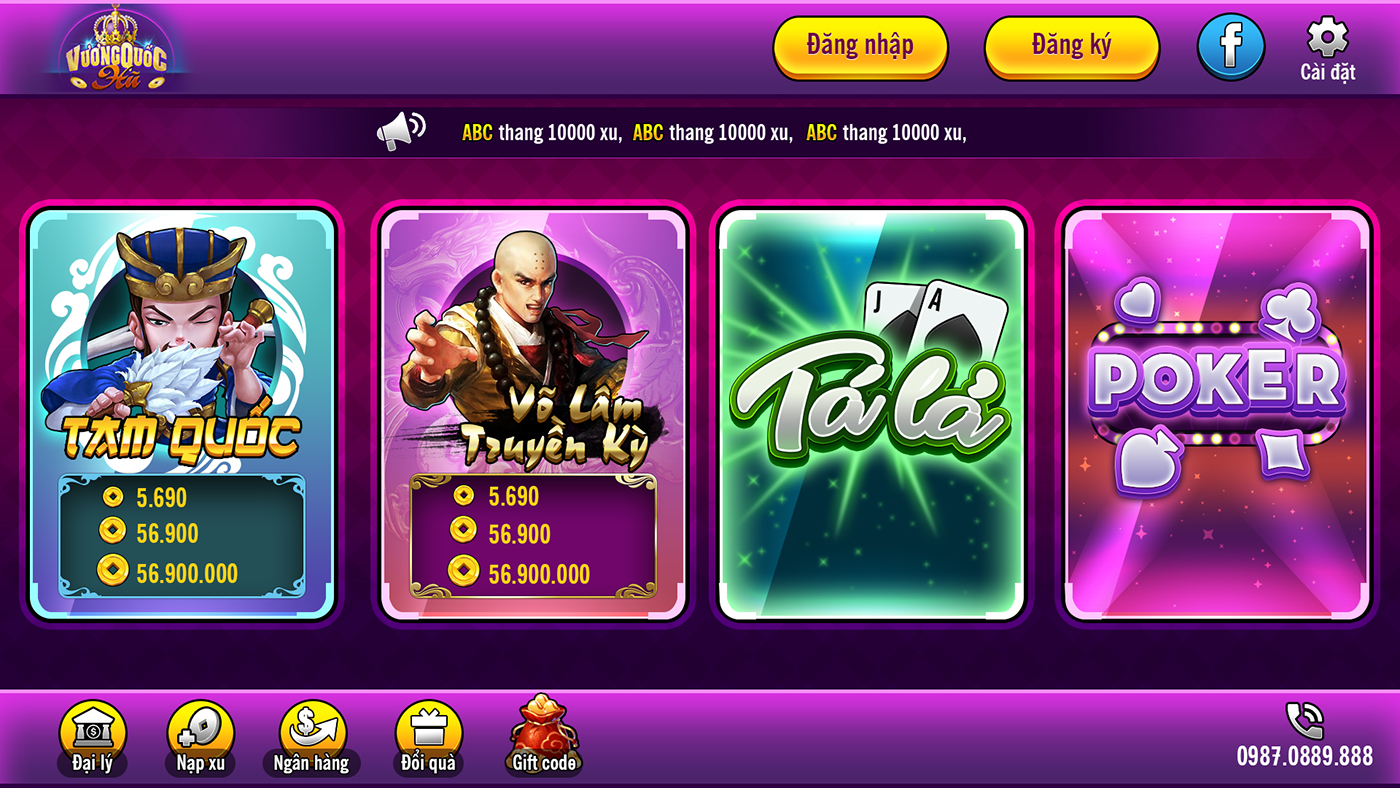 VƯƠNG QUỐC
Hũ
Đăng nhập
Đăng ký
f
Cài đặt
ABC thang 10000 xu, ABC thang 10000 xu, ABC thang 10000 xu,
TAM QUỐC
5.690
56.900
56.900.000
Võ Lâm
Truyền Kỳ
5.690
56.900
56.900.000
J
A
Tá lả
POKER
Đại lý
Nạp xu
Ngân hàng
Đổi quà
Gift code
0987.0889.888